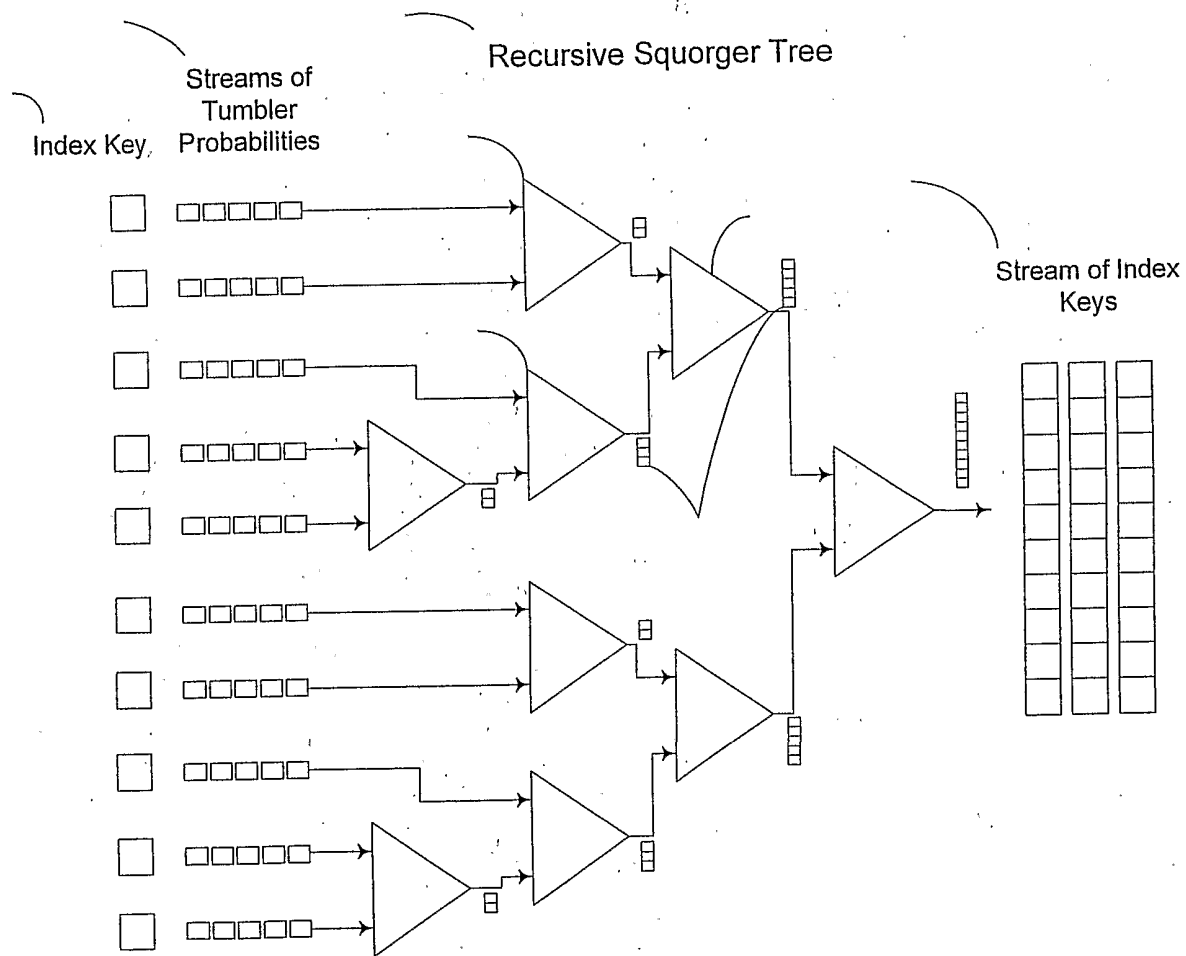 Recursive Squorger Tree
Streams of
Tumbler
Probabilities
Index Key
Stream of Index
Keys